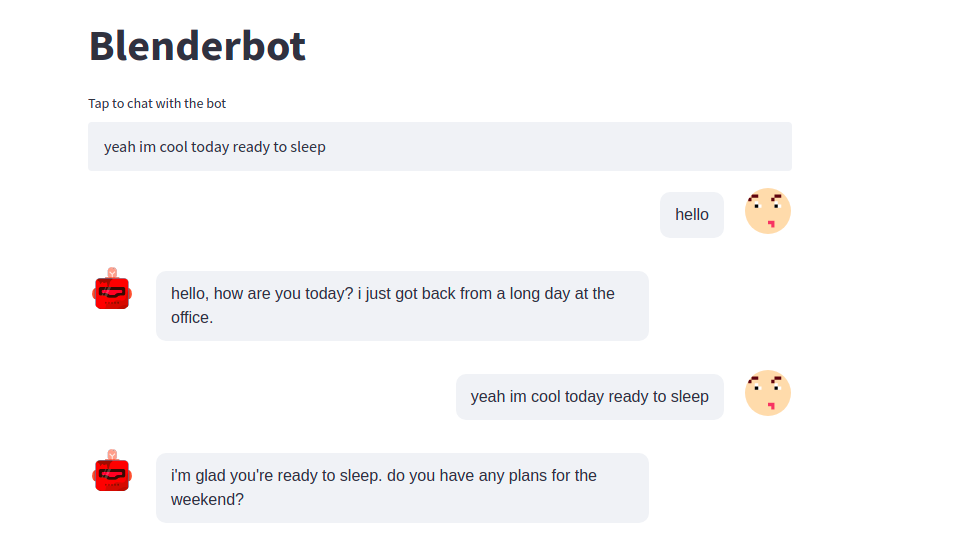 Blenderbot
Tap to chat with the bot
yeah im cool today ready to sleep
hello
hello, how are you today? i just got back from a long day at the
office.
yeah im cool today ready to sleep
i'm glad you're ready to sleep. do you have any plans for the
weekend?